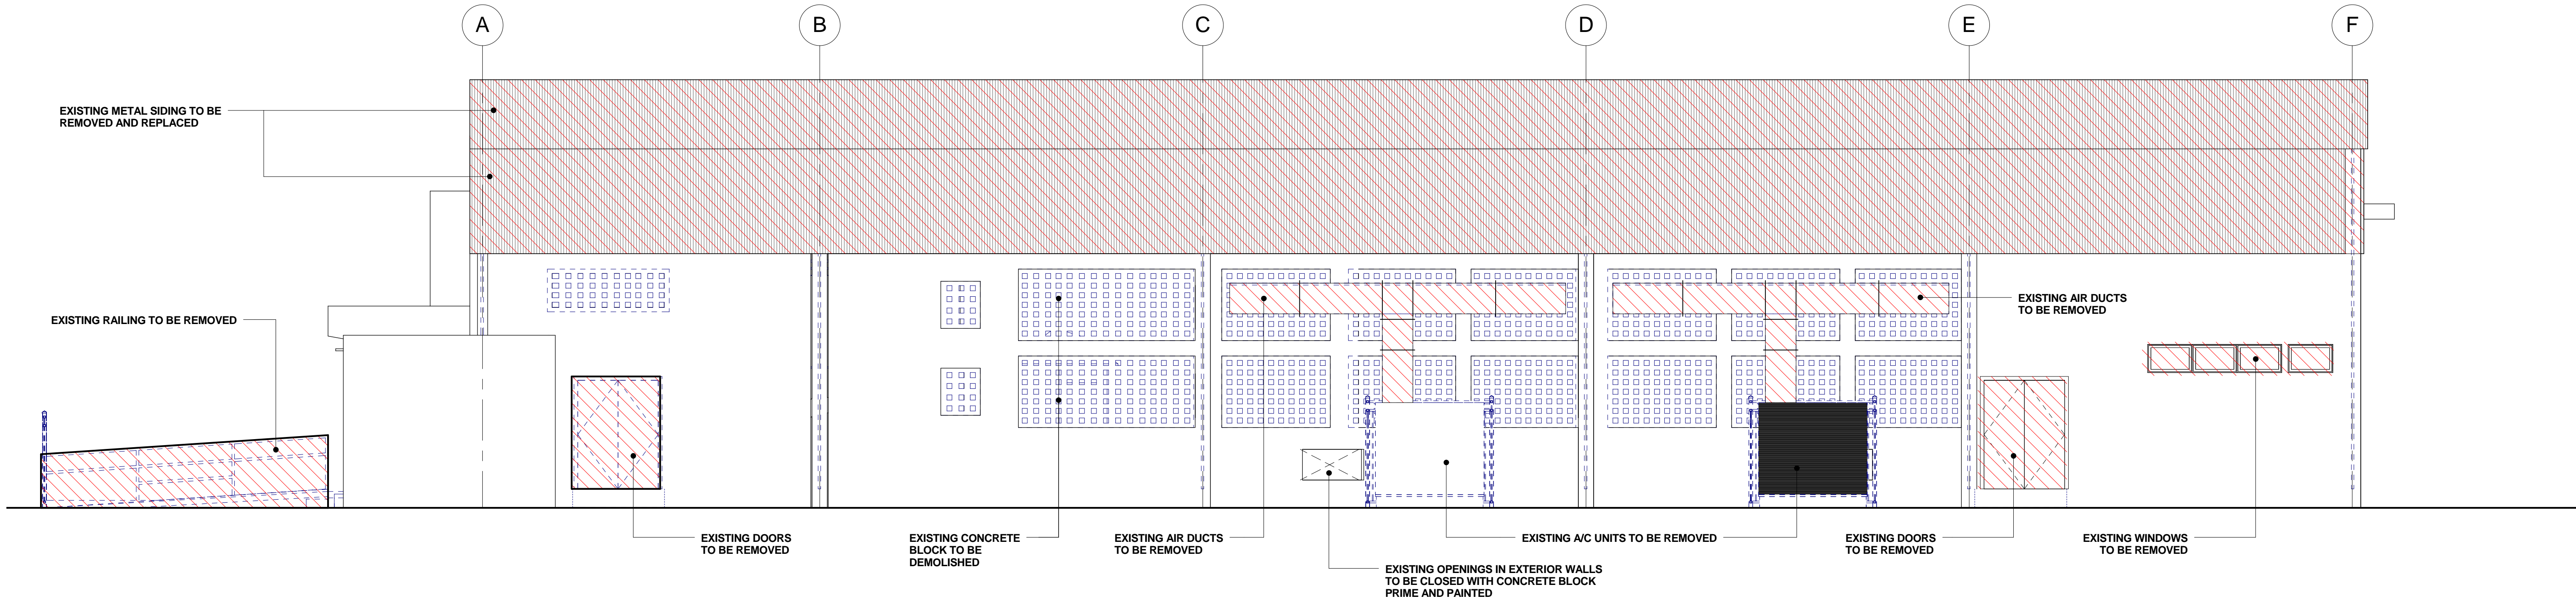 A
B
C
D
E
F
EXISTING METAL SIDING TO BE
REMOVED AND REPLACED
EXISTING RAILING TO BE REMOVED
EXISTING AIR DUCTS
TO BE REMOVED
EXISTING DOORS
TO BE REMOVED
EXISTING CONCRETE
BLOCK TO BE
DEMOLISHED
EXISTING AIR DUCTS
TO BE REMOVED
EXISTING OPENINGS IN EXTERIOR WALLS
TO BE CLOSED WITH CONCRETE BLOCK
PRIME AND PAINTED
EXISTING A/C UNITS TO BE REMOVED
EXISTING DOORS
TO BE REMOVED
EXISTING WINDOWS
TO BE REMOVED